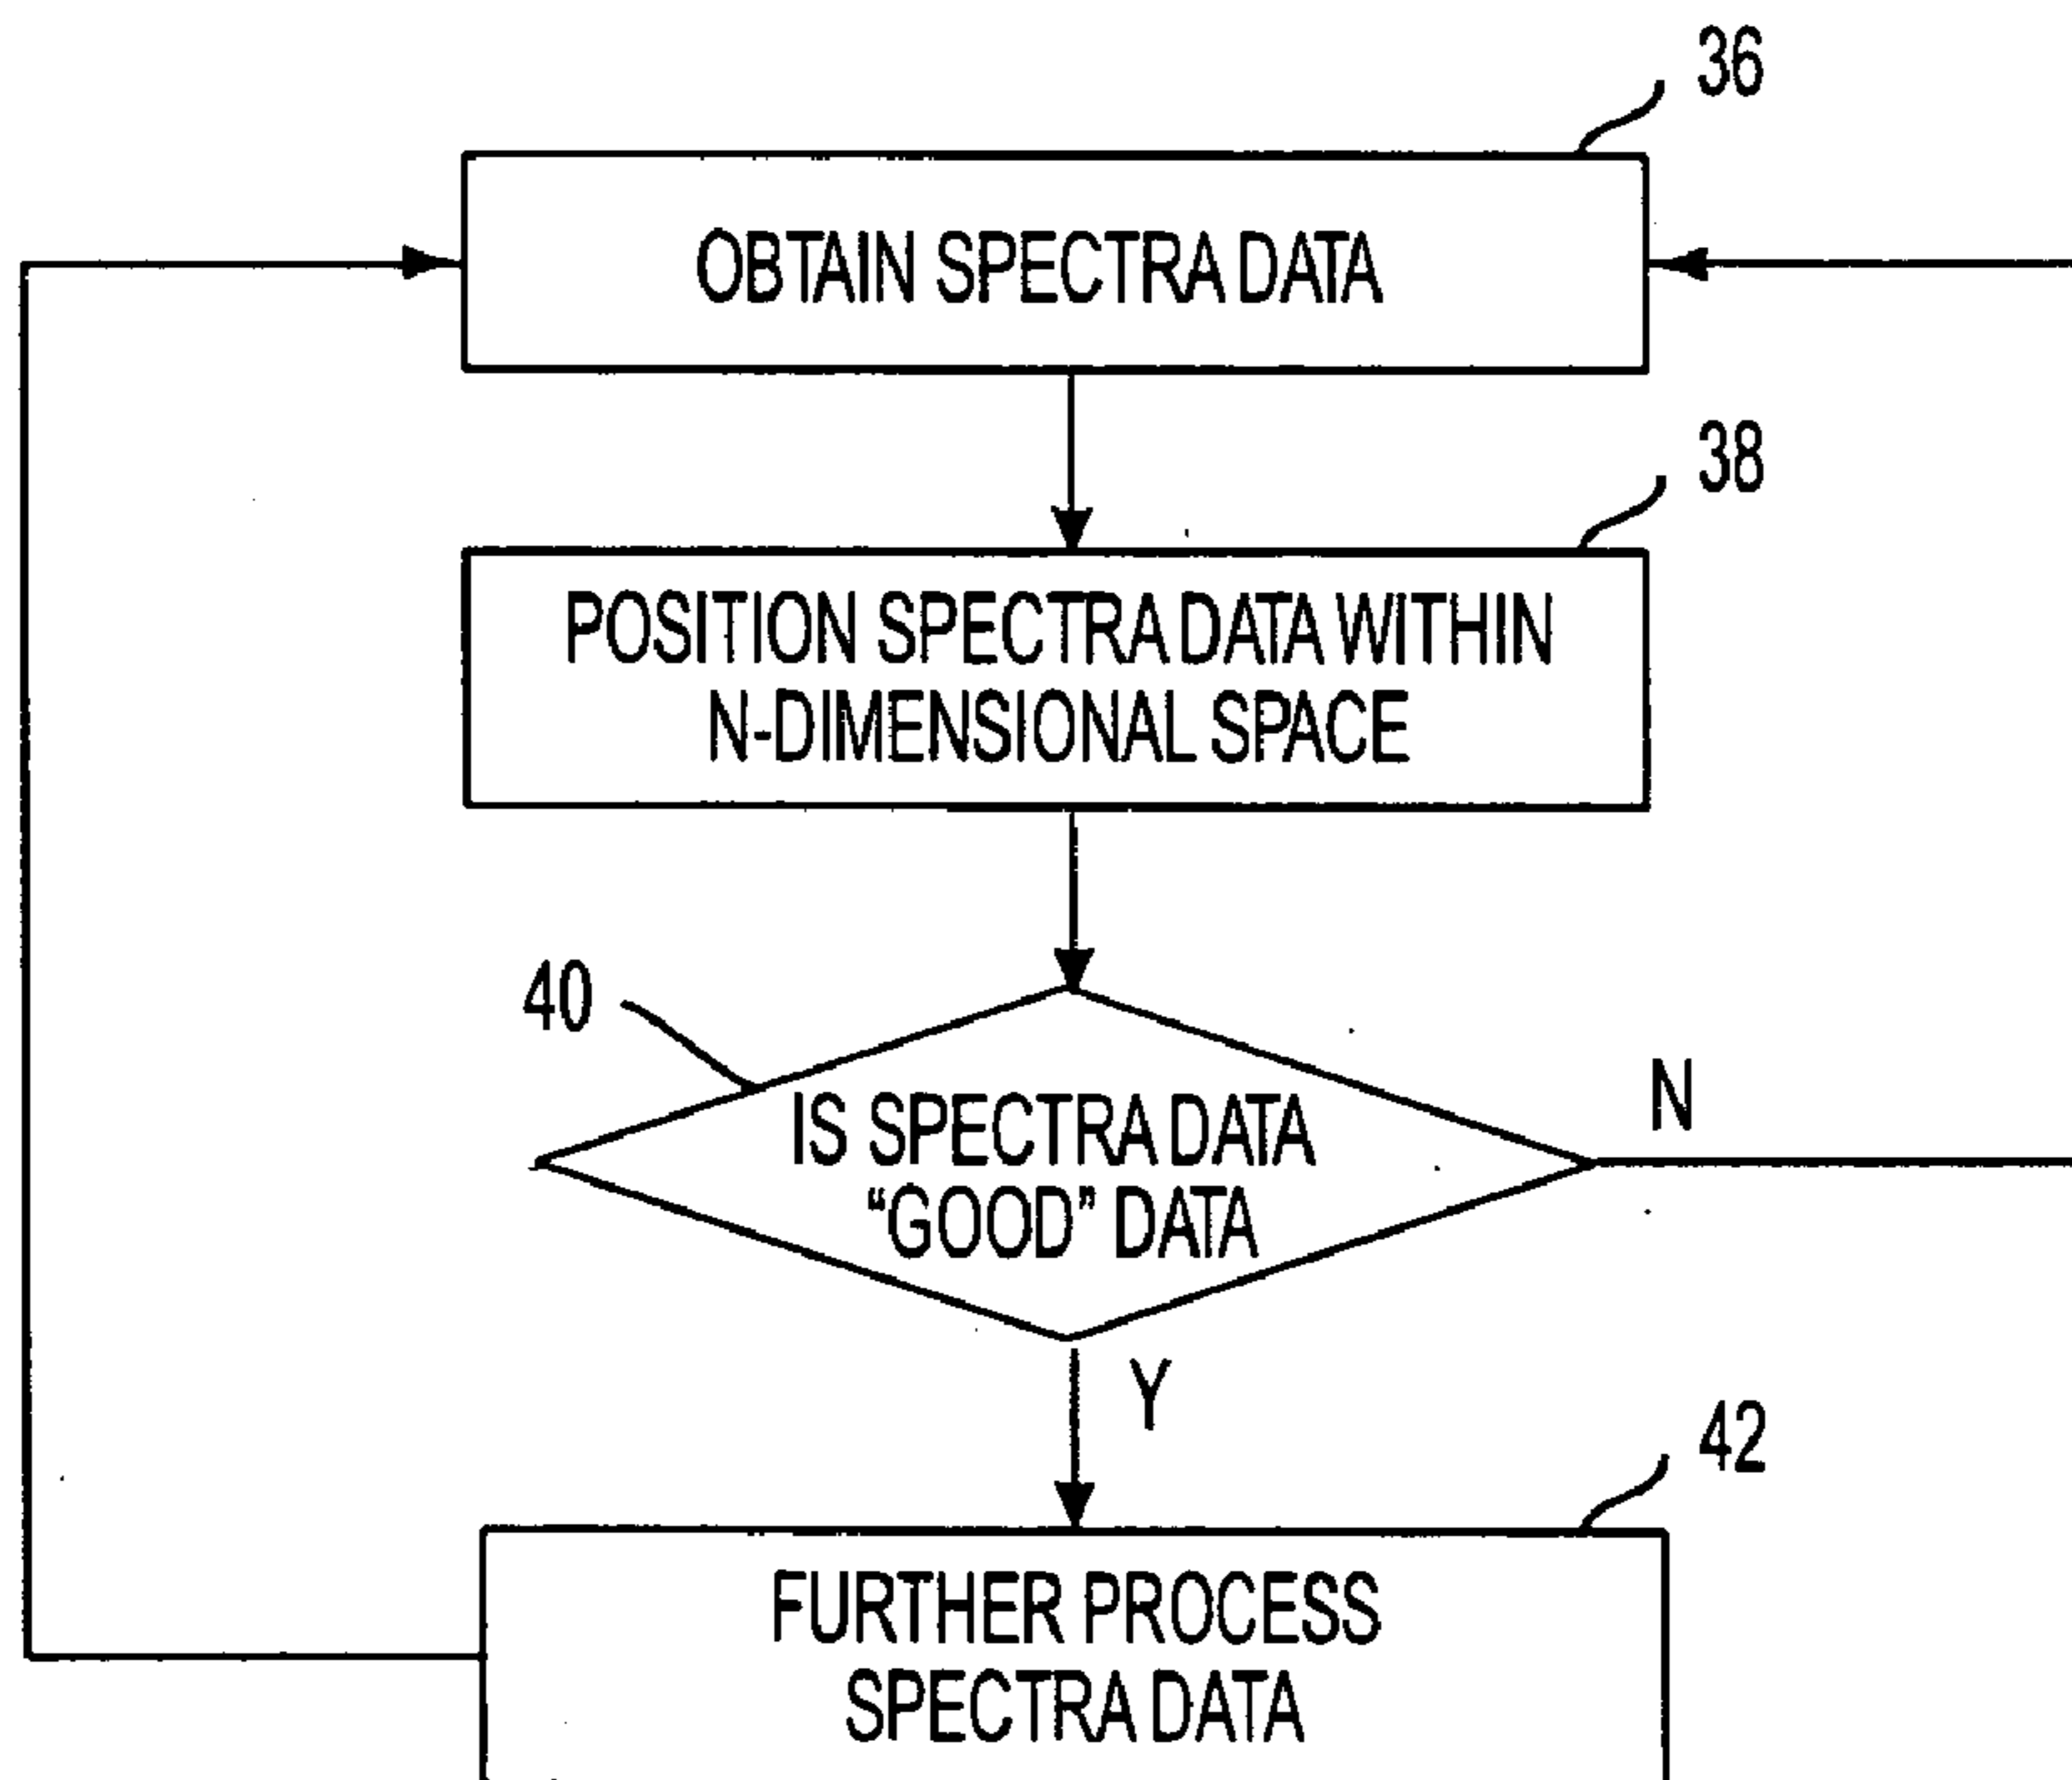 36
OBTAIN SPECTRA DATA
38
POSITION SPECTRA DATA WITHIN
N-DIMENSIONAL SPACE
40
IS SPECTRA DATA
“GOOD” DATA
N
Y
42
FURTHER PROCESS
SPECTRA DATA